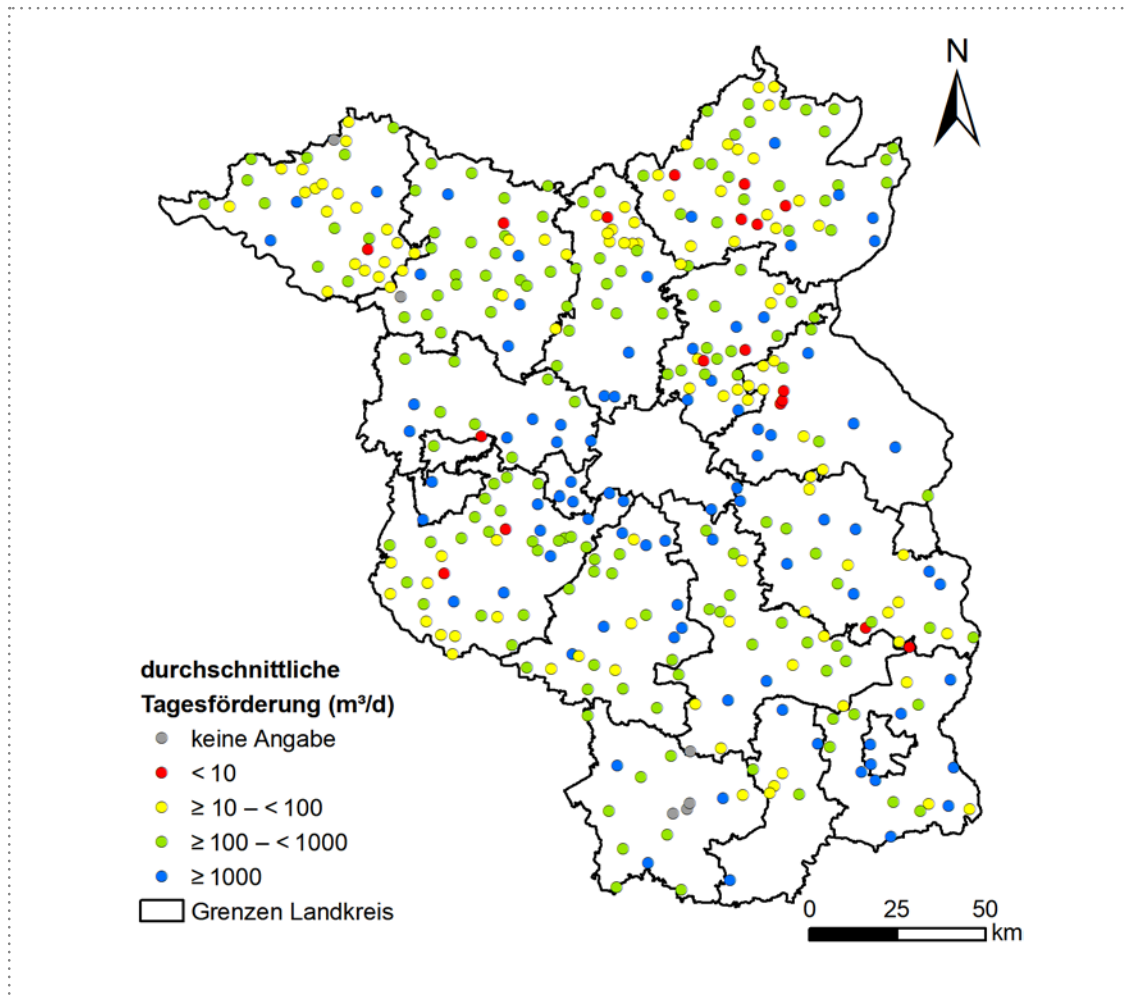 N
durchschnittliche
Tagesförderung (m³/d)
keine Angabe
< 10
≥ 10 – < 100
≥ 100 – < 1000
≥ 1000
Grenzen Landkreis
0 25 50
km